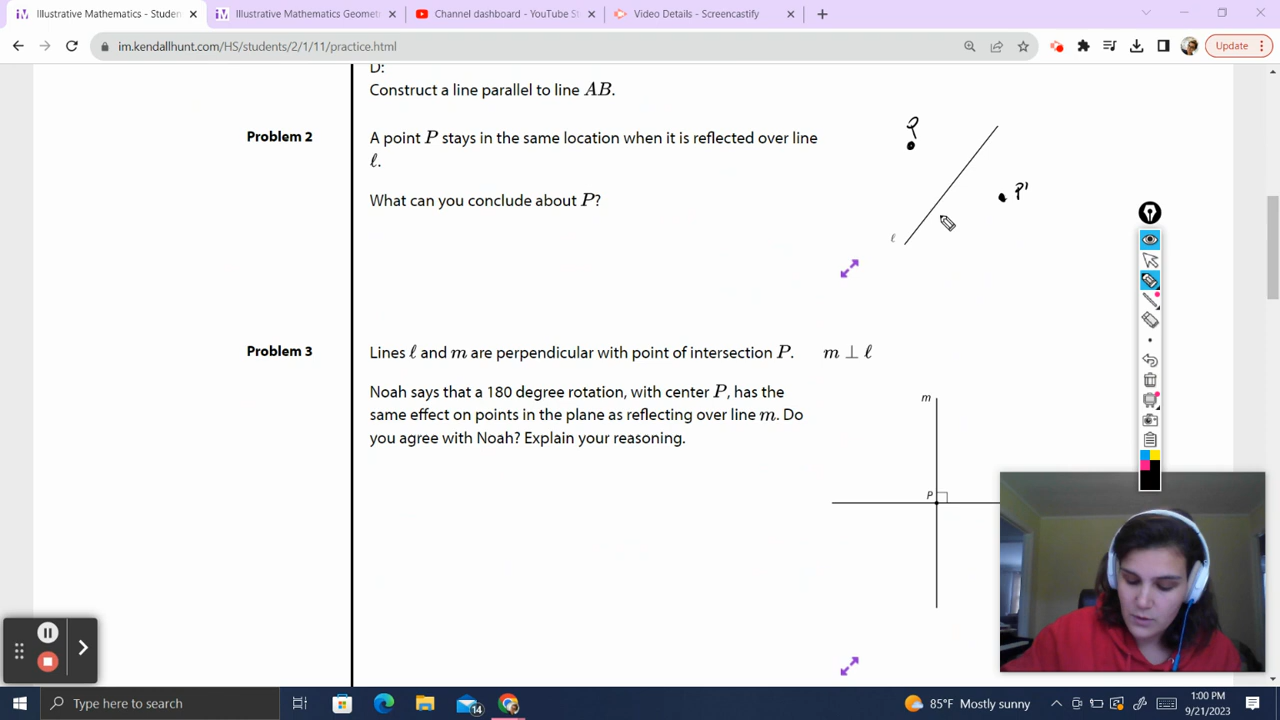 Illustrative Mathematics - Studen
Illustrative Mathematics Geomet
Channel dashboard - YouTube St
Video Details - Screencastify
im.kendallhunt.com/HS/students/2/1/11/practice.html
Update
D:
Construct a line parallel to line AB.
Problem 2
A point P stays in the same location when it is reflected over line
ℓ.
What can you conclude about P?
P
P'
ℓ
Problem 3
Lines ℓ and m are perpendicular with point of intersection P.
m ⊥ ℓ
Noah says that a 180 degree rotation, with center P, has the
same effect on points in the plane as reflecting over line m. Do
you agree with Noah? Explain your reasoning.
m
P
Type here to search
14
85°F Mostly sunny
1:00 PM
9/21/2023